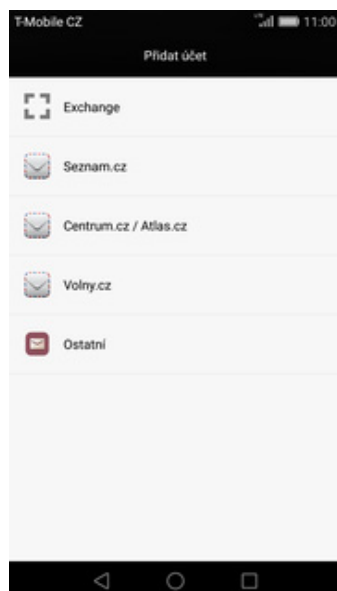 T-Mobile CZ 11:00
Přidat účet
Exchange
Seznam.cz
Centrum.cz / Atlas.cz
Volny.cz
Ostatní